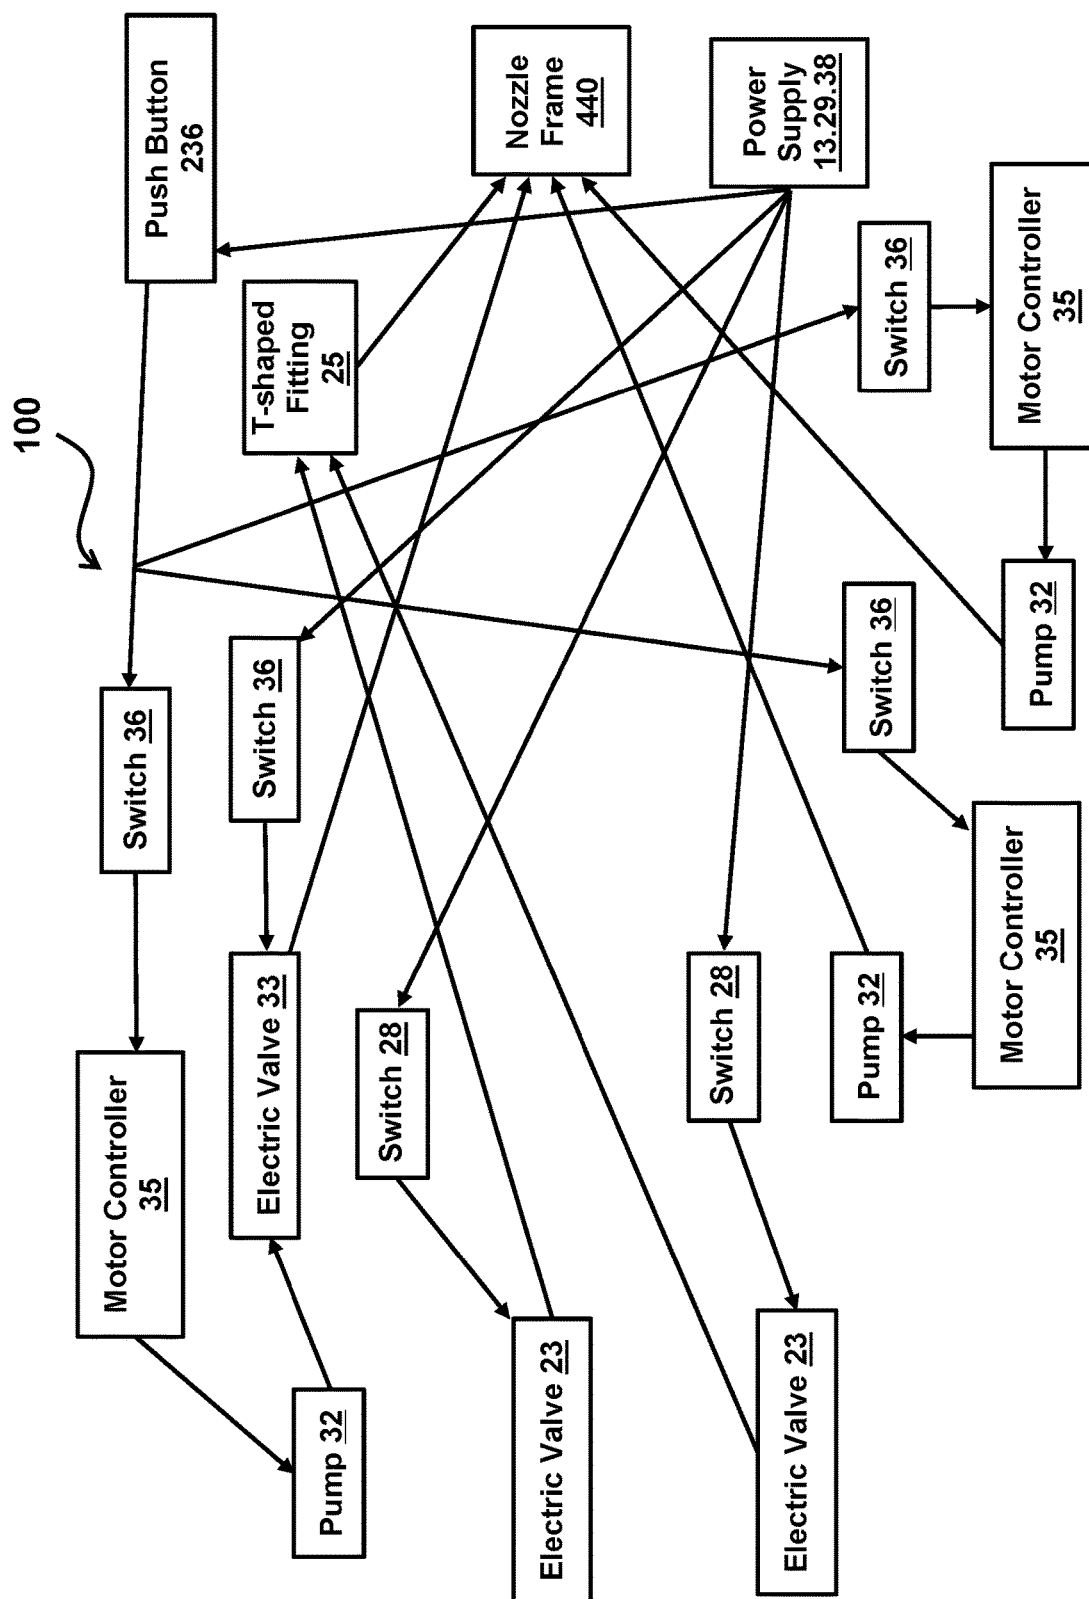 100
Push Button
236
Nozzle
Frame
440
Power
Supply
13.29.38
T-shaped
Fitting
25
Switch 36
Motor Controller
35
Pump 32
Switch 36
Motor Controller
35
Pump 32
Switch 36
Electric Valve 33
Switch 36
Motor Controller
35
Pump 32
Switch 28
Electric Valve 23
Switch 28
Electric Valve 23